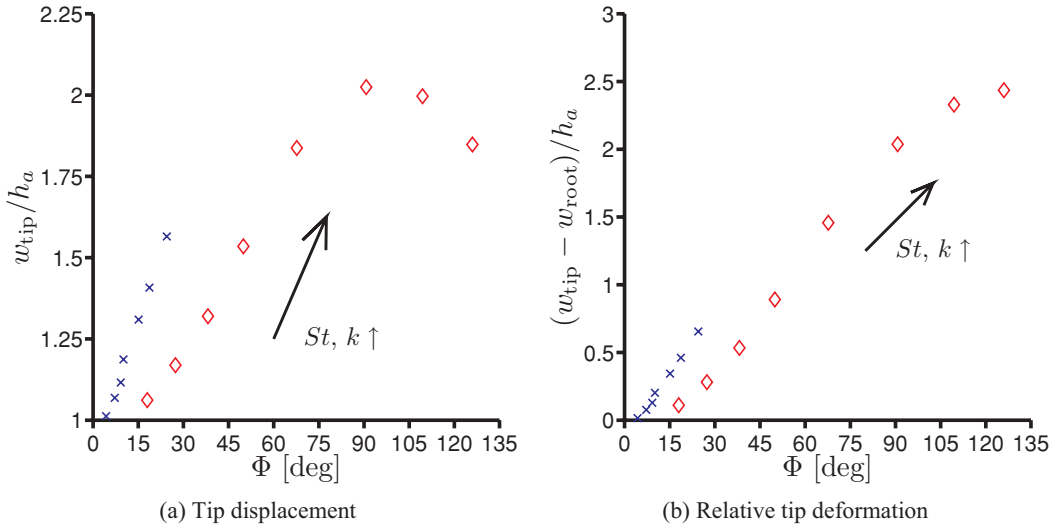 2.25
2
1.75
1.5
1.25
1
w_tip/h_a
0 15 30 45 60 75 90 105 120 135
Φ [deg]
St, k ↑
(a) Tip displacement
3
2.5
2
1.5
1
0.5
0
(w_tip − w_root)/h_a
0 15 30 45 60 75 90 105 120 135
Φ [deg]
St, k ↑
(b) Relative tip deformation